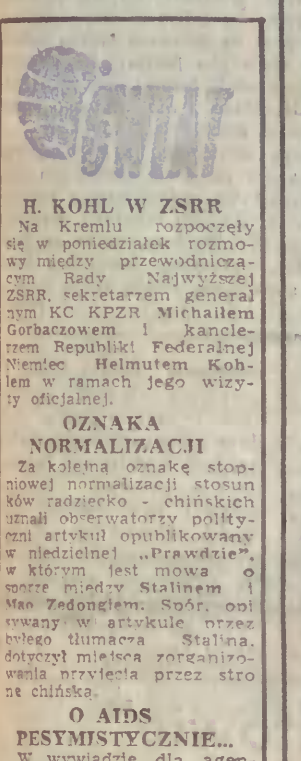 ŚWIAT
H. KOHL W ZSRR
Na Kremlu rozpoczęły
się w poniedziałek rozmo-
wy między przewodniczą-
cym Rady Najwyższej
ZSRR, sekretarzem general
nym KC KPZR Michaiłem
Gorbaczowem i kancle-
rzem Republiki Federalnej
Niemiec Helmutem Koh-
lem w ramach jego wizy-
ty oficjalnej.
OZNAKA
NORMALIZACJI
Za kolejną oznakę stop-
niowej normalizacji stosun
ków radziecko - chińskich
uznali obserwatorzy polity-
czni artykuł opublikowany
w niedzielnej „Prawdzie",
w którym jest mowa o
sporze między Stalinem i
Mao Zedongiem. Spór, opi
sywany w artykule przez
byłego tłumacza Stalina,
dotyczył miejsca zorganizo-
wania przyjęcia przez stro
nę chińską.
O AIDS
PESYMISTYCZNIE...
W wywiadzie dla agen-